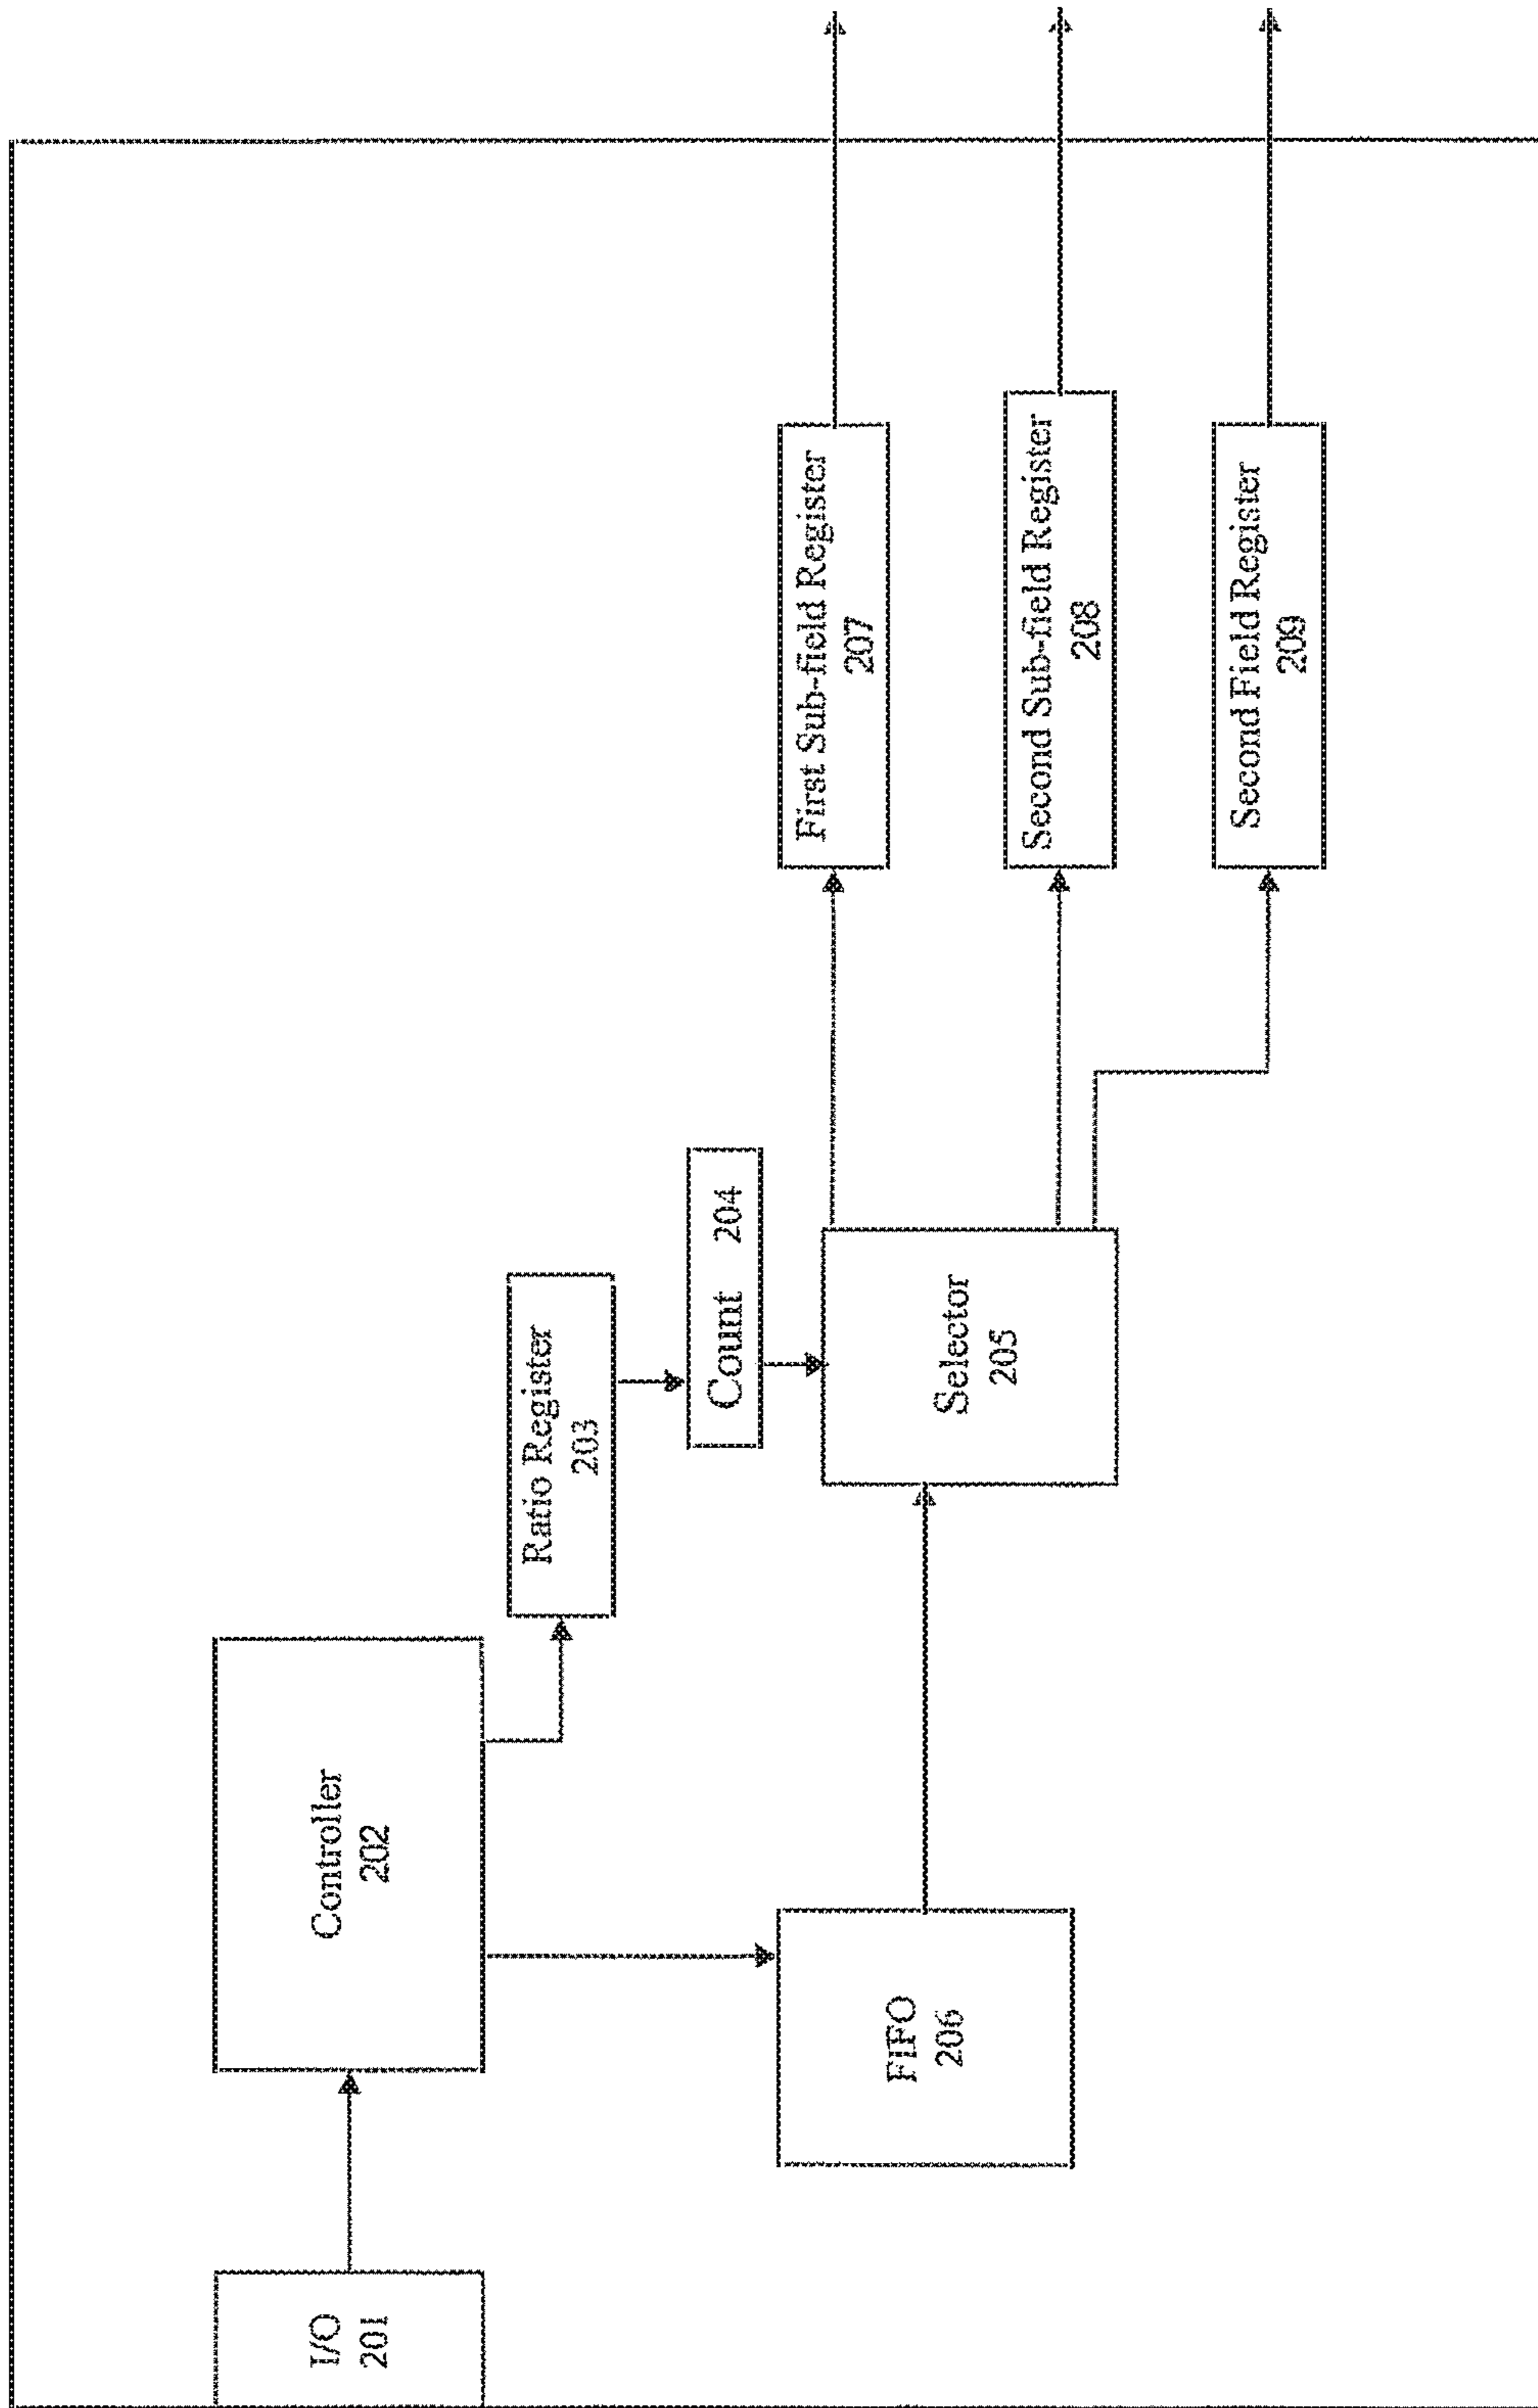 I/O
201
Controller
202
Ratio Register
203
Count 204
FIFO
206
Selector
205
First Sub-field Register
207
Second Sub-field Register
208
Second Field Register
209